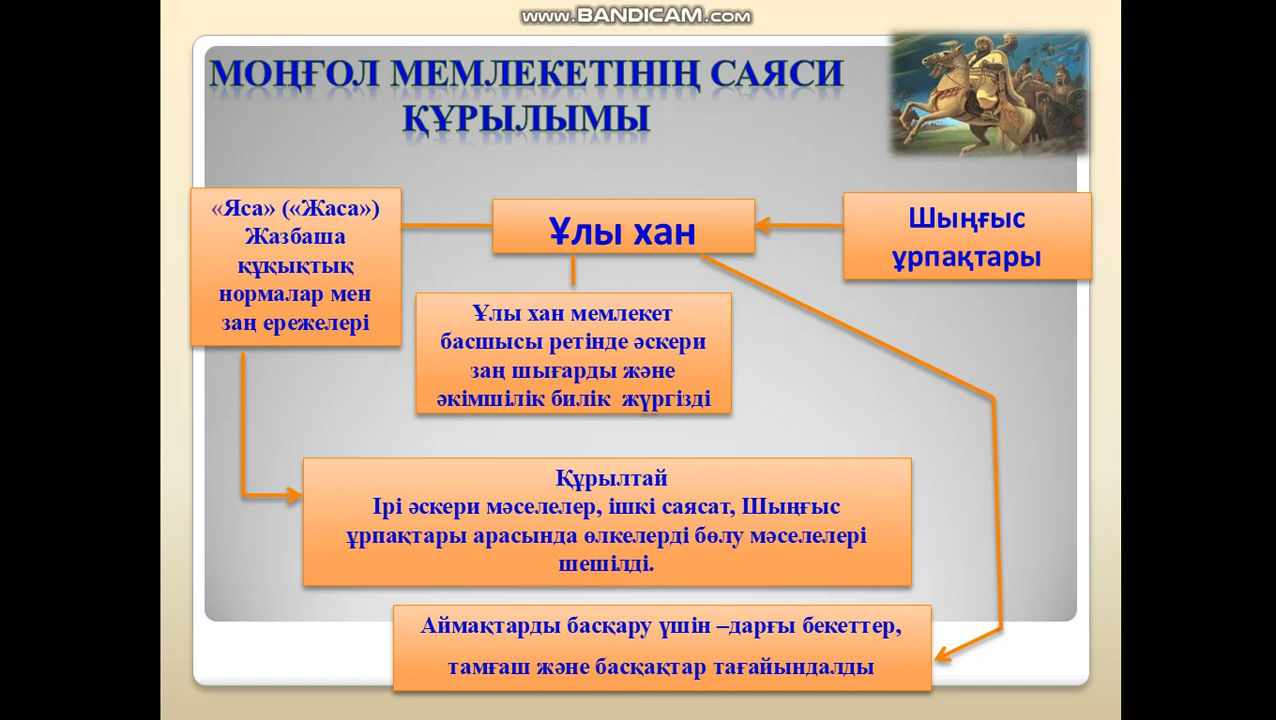 www.BANDICAM.com
МОҢҒОЛ МЕМЛЕКЕТІНІҢ САЯСИ
ҚҰРЫЛЫМЫ
«Яса» («Жаса»)
Жазбаша
құқықтық
нормалар мен
заң ережелері
Ұлы хан
Шыңғыс
ұрпақтары
Ұлы хан мемлекет
басшысы ретінде әскери
заң шығарды және
әкімшілік билік жүргізді
Құрылтай
Ірі әскери мәселелер, ішкі саясат, Шыңғыс
ұрпақтары арасында өлкелерді бөлу мәселелері
шешілді.
Аймақтарды басқару үшін –дарғы бекеттер,
тамғаш және басқақтар тағайындалды